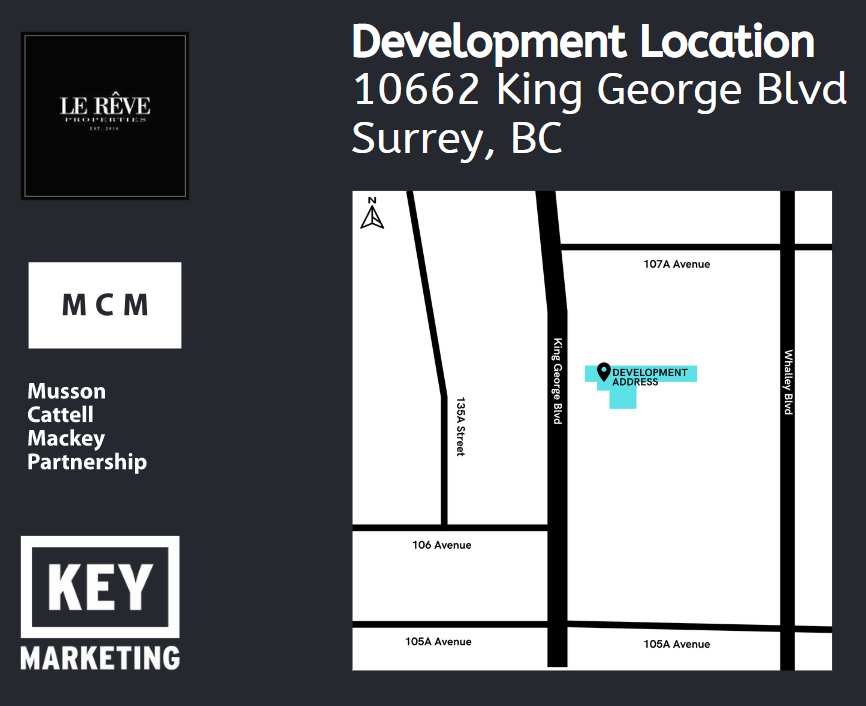 LE RÊVE
PROPERTIES
EST. 2010
M C M
Musson
Cattell
Mackey
Partnership
KEY
MARKETING
Development Location
10662 King George Blvd
Surrey, BC
N
107A Avenue
King George Blvd
Whalley Blvd
DEVELOPMENT
ADDRESS
135A Street
106 Avenue
105A Avenue
105A Avenue